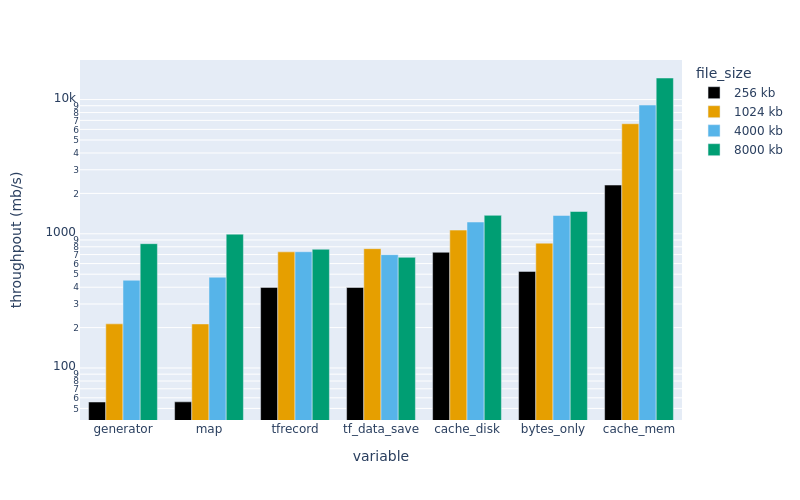 file_size
256 kb
1024 kb
4000 kb
8000 kb
throughpout (mb/s)
10k
9
8
7
6
5
4
3
2
1000
9
8
7
6
5
4
3
2
100
9
8
7
6
5
generator map tfrecord tf_data_save cache_disk bytes_only cache_mem
variable